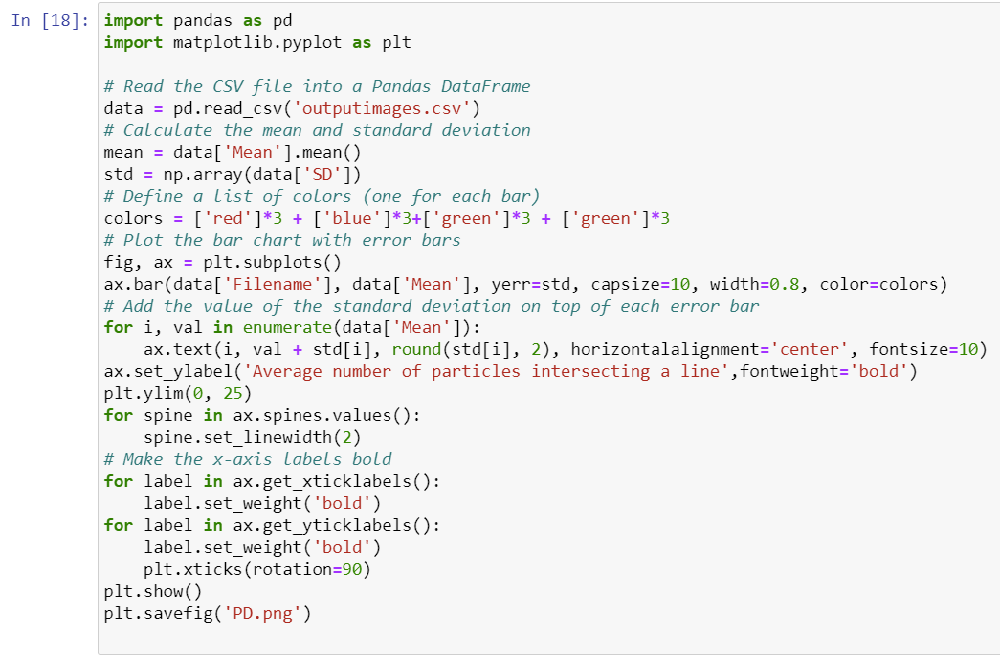 In [18]: import pandas as pd
import matplotlib.pyplot as plt

# Read the CSV file into a Pandas DataFrame
data = pd.read_csv('outputimages.csv')
# Calculate the mean and standard deviation
mean = data['Mean'].mean()
std = np.array(data['SD'])
# Define a list of colors (one for each bar)
colors = ['red']*3 + ['blue']*3+['green']*3 + ['green']*3
# Plot the bar chart with error bars
fig, ax = plt.subplots()
ax.bar(data['Filename'], data['Mean'], yerr=std, capsize=10, width=0.8, color=colors)
# Add the value of the standard deviation on top of each error bar
for i, val in enumerate(data['Mean']):
    ax.text(i, val + std[i], round(std[i], 2), horizontalalignment='center', fontsize=10)
ax.set_ylabel('Average number of particles intersecting a line',fontweight='bold')
plt.ylim(0, 25)
for spine in ax.spines.values():
    spine.set_linewidth(2)
# Make the x-axis labels bold
for label in ax.get_xticklabels():
    label.set_weight('bold')
for label in ax.get_yticklabels():
    label.set_weight('bold')
    plt.xticks(rotation=90)
plt.show()
plt.savefig('PD.png')